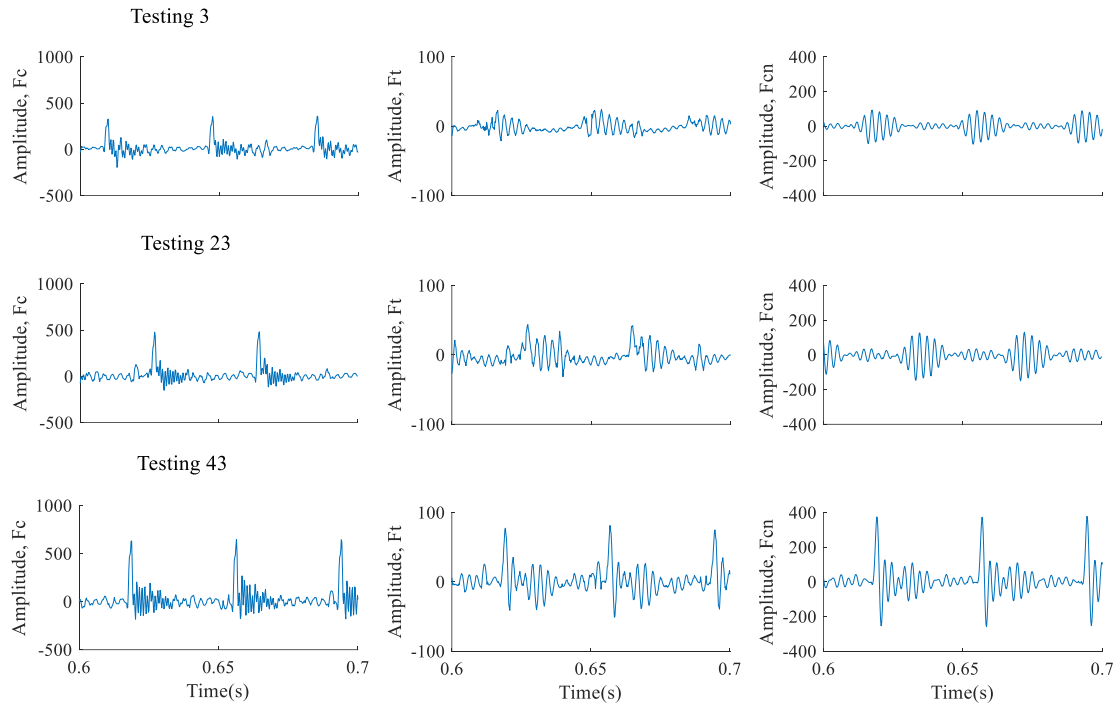 Testing 3
Amplitude, Fc
1000
500
0
-500
Amplitude, Ft
100
0
-100
Amplitude, Fcn
400
200
0
-200
-400
Testing 23
Amplitude, Fc
1000
500
0
-500
Amplitude, Ft
100
0
-100
Amplitude, Fcn
400
200
0
-200
-400
Testing 43
Amplitude, Fc
1000
500
0
-500
0.6 0.65 0.7
Time(s)
Amplitude, Ft
100
0
-100
0.6 0.65 0.7
Time(s)
Amplitude, Fcn
400
200
0
-200
-400
0.6 0.65 0.7
Time(s)